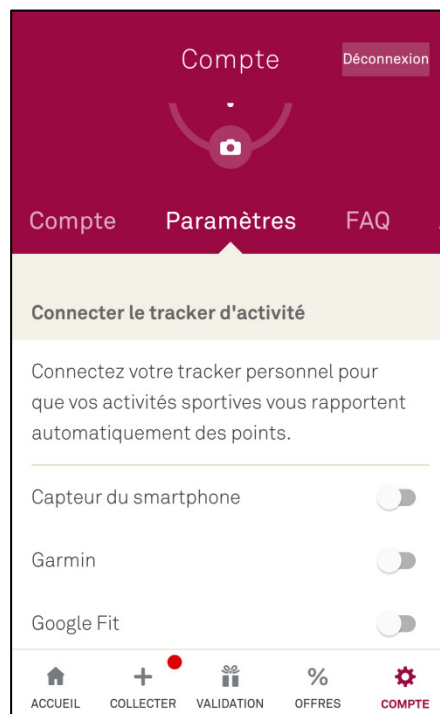 Compte
Déconnexion
Compte Paramètres FAQ
Connecter le tracker d'activité
Connectez votre tracker personnel pour
que vos activités sportives vous rapportent
automatiquement des points.
Capteur du smartphone
Garmin
Google Fit
ACCUEIL COLLECTER VALIDATION OFFRES COMPTE